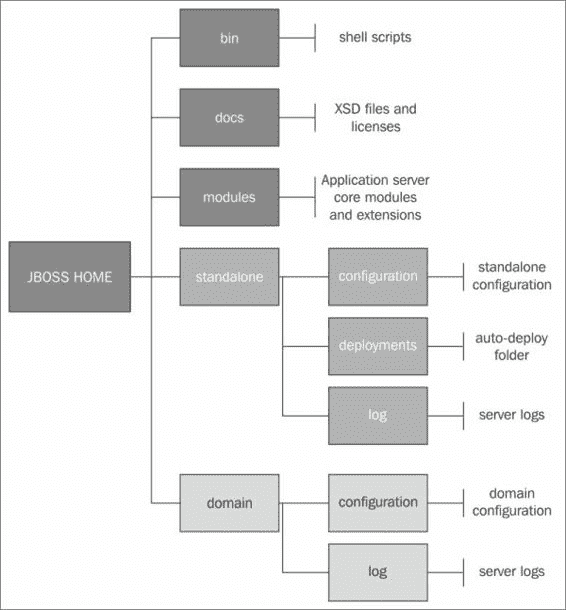 bin
shell scripts
docs
XSD files and
licenses
modules
Application server
core modules
and extensions
JBOSS HOME
standalone
configuration
standalone
configuration
deployments
auto-deploy
folder
log
server logs
domain
configuration
domain
configuration
log
server logs